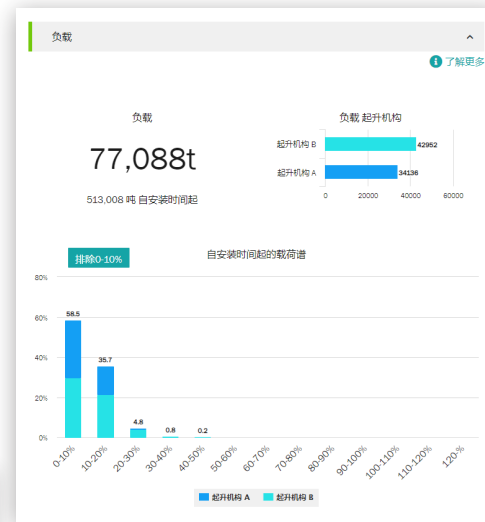 负载
了解更多
负载
77,088t
513,008 吨 自安装时间起
负载 起升机构
起升机构 B
42952
起升机构 A
34136
0 20000 40000 60000
排除0-10%
自安装时间起的载荷谱
80%
60%
40%
20%
0%
58.5
35.7
4.8
0.8
0.2
0-10% 10-20% 20-30% 30-40% 40-50% 50-60% 60-70% 70-80% 80-90% 90-100% 100-110% 110-120% 120-%
起升机构 A 起升机构 B